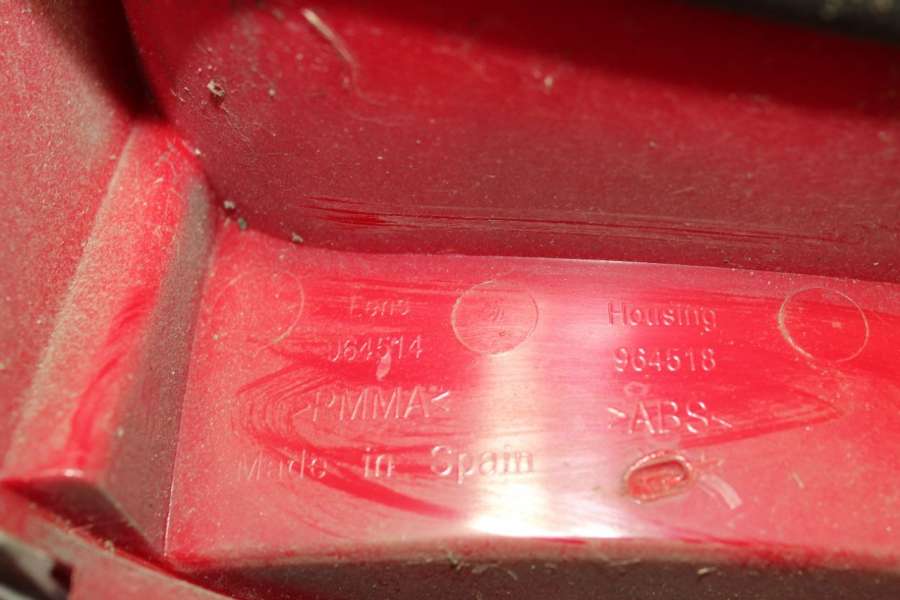 Lens
964514
>PMMA<
Made in Spain
Housing
964518
>ABS<